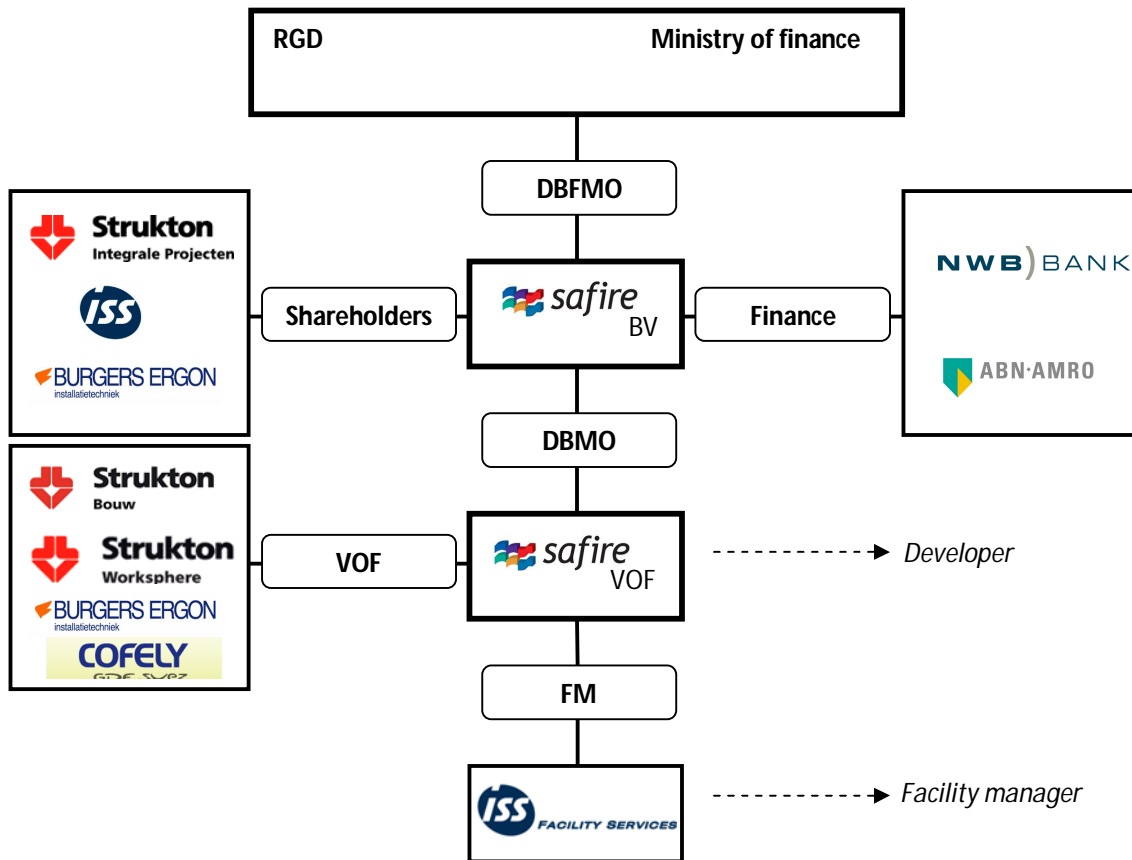 RGD Ministry of finance
DBFMO
Strukton
Integrale Projecten
iss
BURGERS ERGON
installatietechniek
Shareholders
safire
BV
Finance
NWB)BANK
ABN·AMRO
DBMO
Strukton
Bouw
Strukton
Worksphere
BURGERS ERGON
installatietechniek
COFELY
GDF SUEZ
VOF
safire
VOF
Developer
FM
iss FACILITY SERVICES
Facility manager